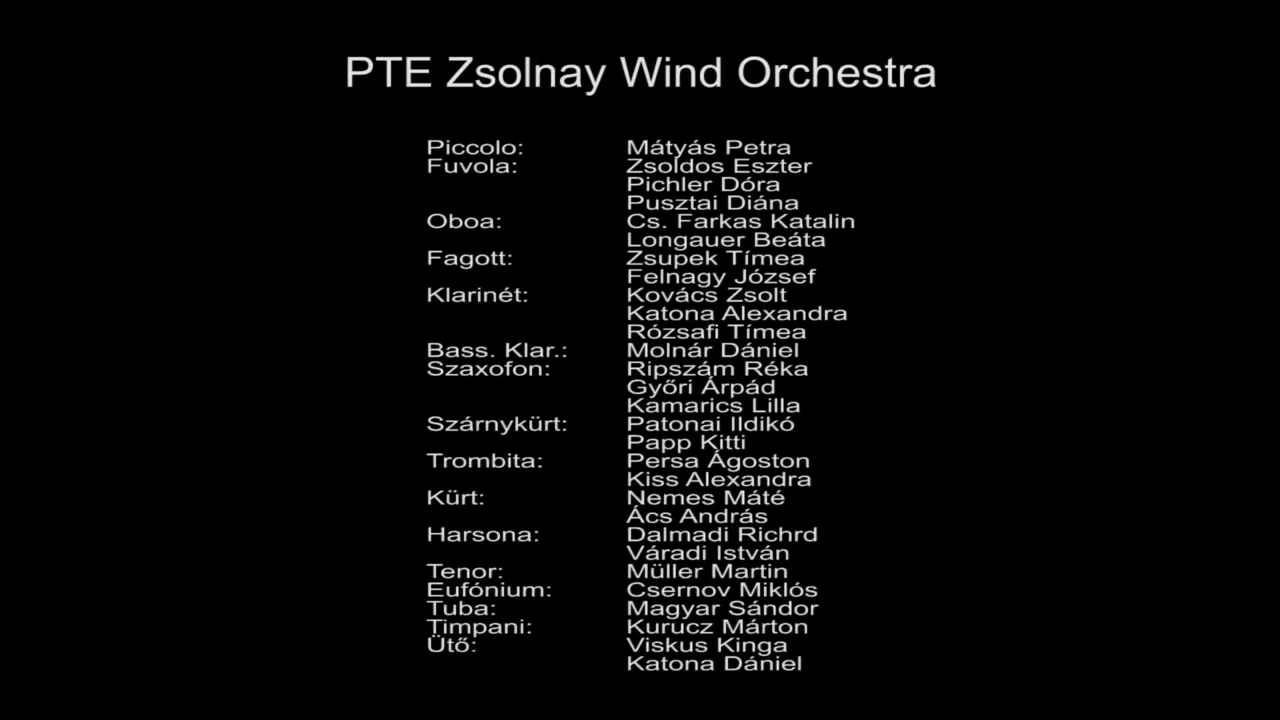 PTE Zsolnay Wind Orchestra
Piccolo: Mátyás Petra
Fuvola: Zsoldos Eszter
Pichler Dóra
Pusztai Diána
Oboa: Cs. Farkas Katalin
Longauer Beáta
Fagott: Zsupek Tímea
Felnagy József
Klarinét: Kovács Zsolt
Katona Alexandra
Rózsafi Tímea
Bass. Klar.: Molnár Dániel
Szaxofon: Ripszám Réka
Győri Árpád
Kamarics Lilla
Szárnykürt: Patonai Ildikó
Papp Kitti
Trombita: Persa Ágoston
Kiss Alexandra
Kürt: Nemes Máté
Ács András
Harsona: Dalmadi Richrd
Váradi István
Tenor: Müller Martin
Eufónium: Csernov Miklós
Tuba: Magyar Sándor
Timpani: Kurucz Márton
Ütő: Viskus Kinga
Katona Dániel